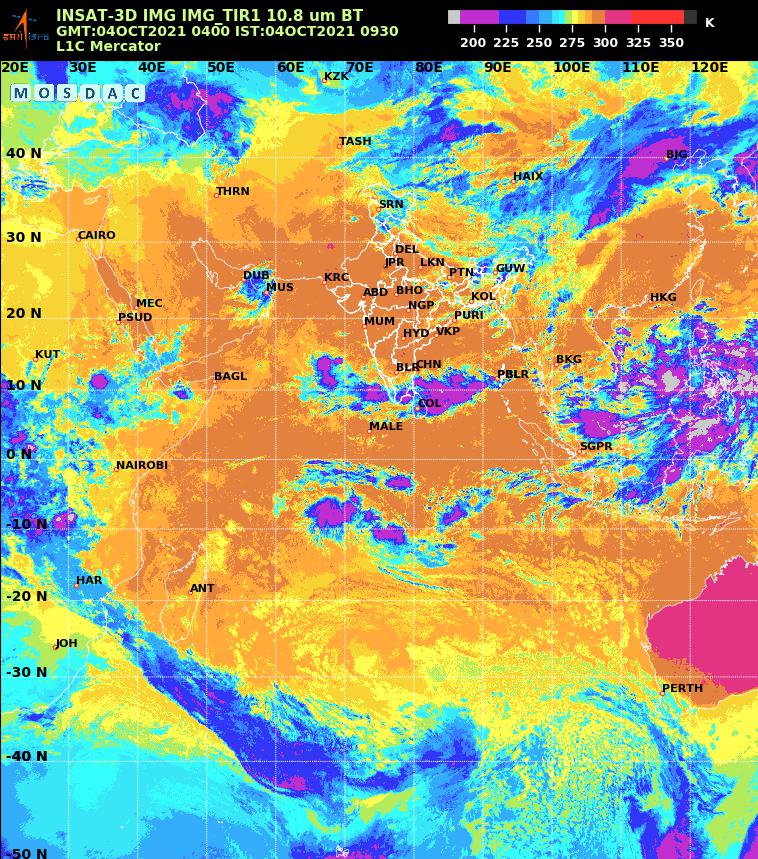 INSAT-3D IMG IMG_TIR1 10.8 um BT
GMT:04OCT2021 0400 IST:04OCT2021 0930
L1C Mercator
K
200 225 250 275 300 325 350
20E 30E 40E 50E 60E 70E 80E 90E 100E 110E 120E
KZK
MOSDAC
TASH
40 N
BJG
HAIX
THRN
SRN
30 N
CAIRO
DEL
JPR LKN
PTN GUW
DUB
MUS
KRC
ABD BHO
KOL
HKG
MEC
NGP
20 N
PSUD
MUM
PURI
HYD VKP
KUT
BKG
BLR CHN
BAGL
PBLR
10 N
COL
MALE
SGPR
0 N
NAIROBI
-10 N
HAR
ANT
-20 N
JOH
-30 N
PERTH
-40 N
-50 N